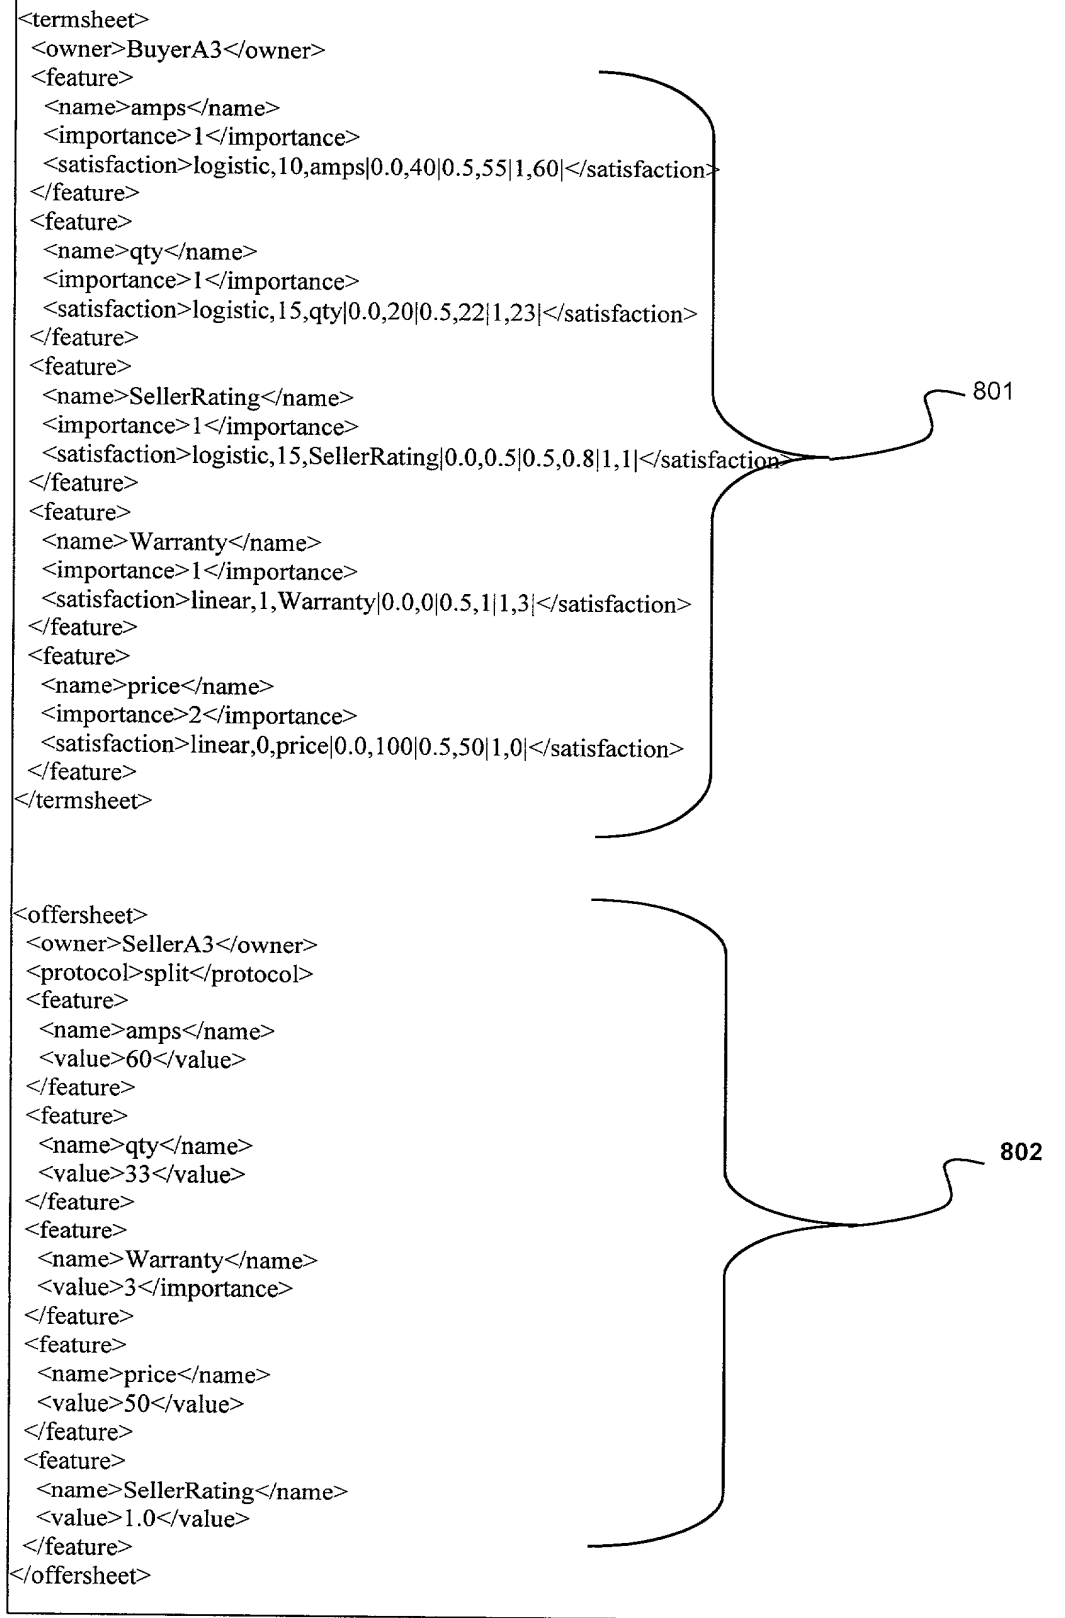 <termsheet>
<owner>BuyerA3</owner>
<feature>
<name>amps</name>
<importance>1</importance>
<satisfaction>logistic,10,amps|0.0,40|0.5,55|1,60|</satisfaction>
</feature>
<feature>
<name>qty</name>
<importance>1</importance>
<satisfaction>logistic,15,qty|0.0,20|0.5,22|1,23|</satisfaction>
</feature>
<feature>
<name>SellerRating</name>
801
<importance>1</importance>
<satisfaction>logistic,15,SellerRating|0.0,0.5|0.5,0.8|1,1|</satisfaction>
</feature>
<feature>
<name>Warranty</name>
<importance>1</importance>
<satisfaction>linear,1,Warranty|0.0,0|0.5,1|1,3|</satisfaction>
</feature>
<feature>
<name>price</name>
<importance>2</importance>
<satisfaction>linear,0,price|0.0,100|0.5,50|1,0|</satisfaction>
</feature>
</termsheet>
<offersheet>
<owner>SellerA3</owner>
<protocol>split</protocol>
<feature>
<name>amps</name>
<value>60</value>
</feature>
<feature>
<name>qty</name>
802
<value>33</value>
</feature>
<feature>
<name>Warranty</name>
<value>3</importance>
</feature>
<feature>
<name>price</name>
<value>50</value>
</feature>
<feature>
<name>SellerRating</name>
<value>1.0</value>
</feature>
</offersheet>